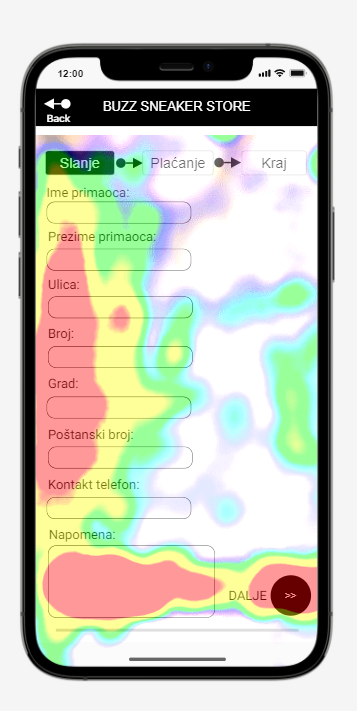 12:00
Back
BUZZ SNEAKER STORE
Slanje
Plaćanje
Kraj
Ime primaoca:
Prezime primaoca:
Ulica:
Broj:
Grad:
Poštanski broj:
Kontakt telefon:
Napomena:
DALJE >>